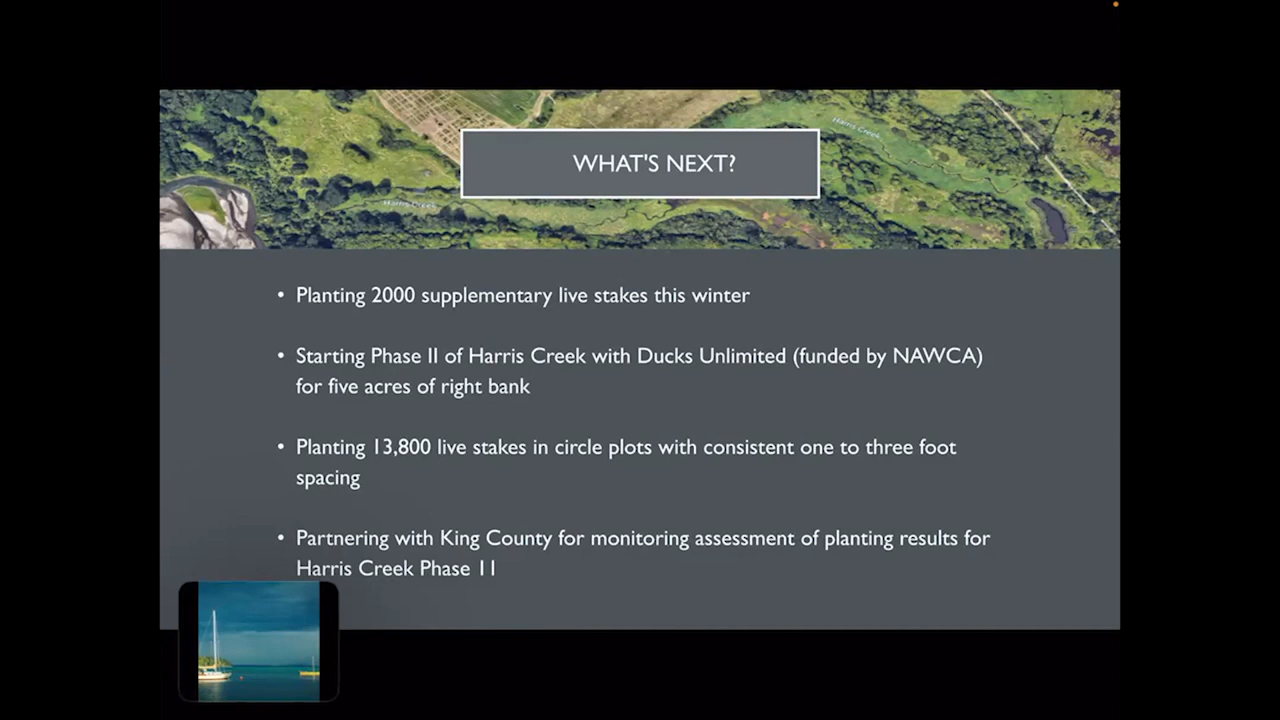 Harris Creek
WHAT'S NEXT?
Harris Creek
• Planting 2000 supplementary live stakes this winter
• Starting Phase II of Harris Creek with Ducks Unlimited (funded by NAWCA)
for five acres of right bank
• Planting 13,800 live stakes in circle plots with consistent one to three foot
spacing
• Partnering with King County for monitoring assessment of planting results for
Harris Creek Phase 11